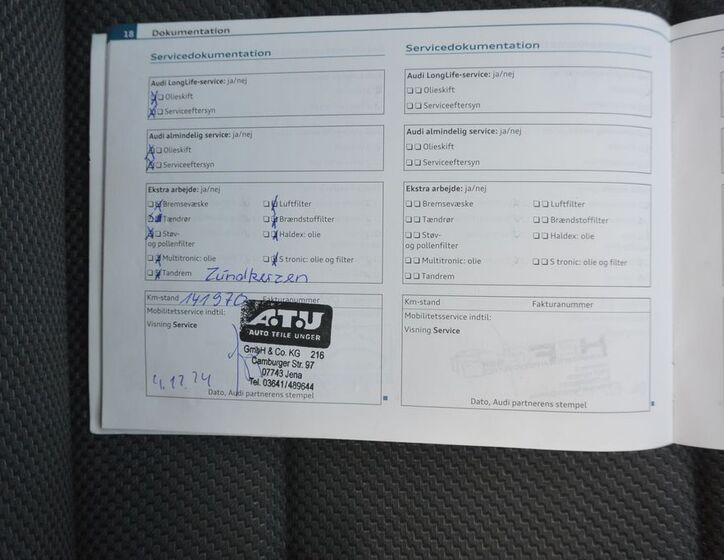 18 Dokumentation
Servicedokumentation
Audi LongLife-service: ja/nej
Olieskift
Serviceeftersyn
Audi almindelig service: ja/nej
Olieskift
Serviceeftersyn
Ekstra arbejde: ja/nej
Bremsevæske Luftfilter
Tændrør Brændstoffilter
Støv- Haldex: olie
og pollenfilter
Multitronic: olie S tronic: olie og filter
Tandrem Zündkerzen
Km-stand 141970 Fakturanummer
Mobilitetsservice indtil:
Visning Service
A.T.U
AUTO TEILE UNGER
GmbH & Co. KG 216
Camburger Str. 97
07743 Jena
Tel. 03641/489644
4.12.24
Dato, Audi partnerens stempel
Servicedokumentation
Audi LongLife-service: ja/nej
Olieskift
Serviceeftersyn
Audi almindelig service: ja/nej
Olieskift
Serviceeftersyn
Ekstra arbejde: ja/nej
Bremsevæske Luftfilter
Tændrør Brændstoffilter
Støv- Haldex: olie
og pollenfilter
Multitronic: olie S tronic: olie og filter
Tandrem
Km-stand Fakturanummer
Mobilitetsservice indtil:
Visning Service
Dato, Audi partnerens stempel